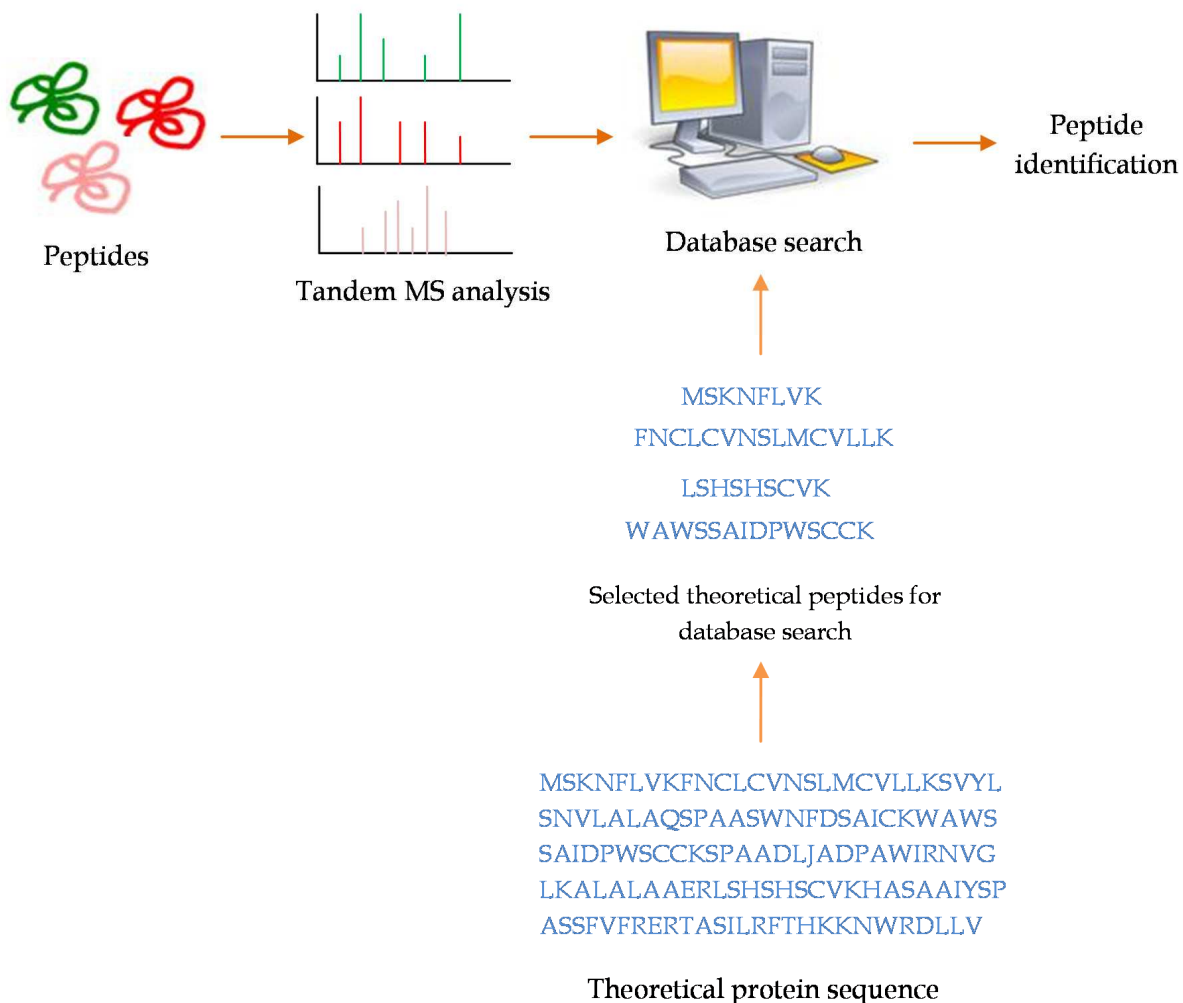 Peptides
Tandem MS analysis
Database search
Peptide
identification
MSKNFLVK
FNCLCVNSLMCVLLK
LSHSHSCVK
WAWSSAIDPWSCCK
Selected theoretical peptides for
database search
MSKNFLVKFNCLCVNSLMCVLLKSVYL
SNVLALAQSPAASWNFDSAICKWAWS
SAIDPWSCCKSPAADLJADPAWIRNVG
LKALALAAERLSHSHSCVKHASAAIYSP
ASSFVFRERTASILRFTHKKNWRDLLV
Theoretical protein sequence